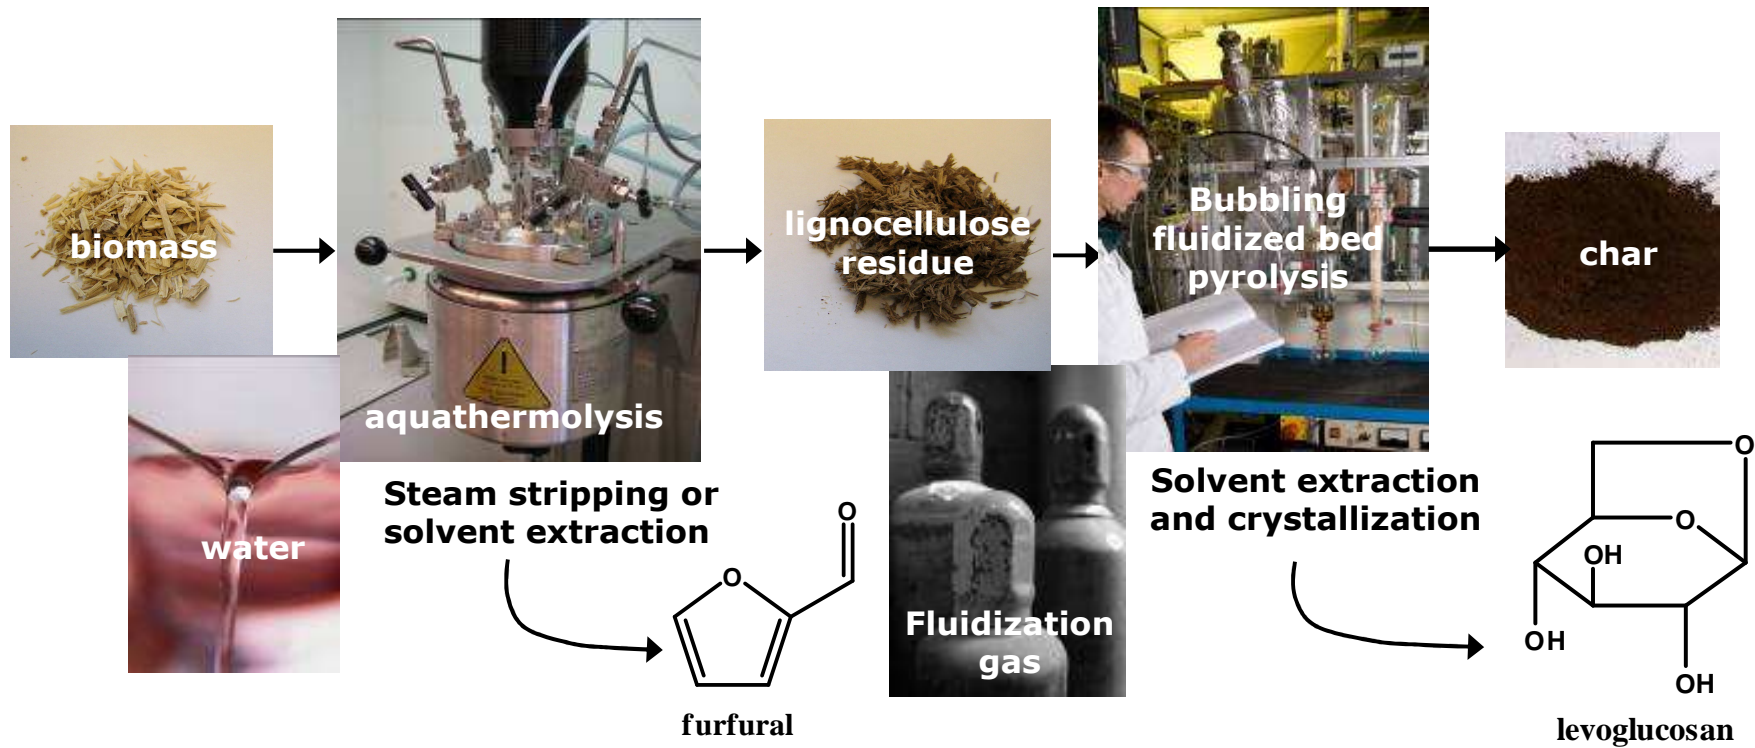 biomass
water
aquathermolysis
Steam stripping or
solvent extraction
O
O
furfural
lignocellulose
residue
Fluidization
gas
Bubbling
fluidized bed
pyrolysis
Solvent extraction
and crystallization
char
O
O
OH
OH
OH
levoglucosan